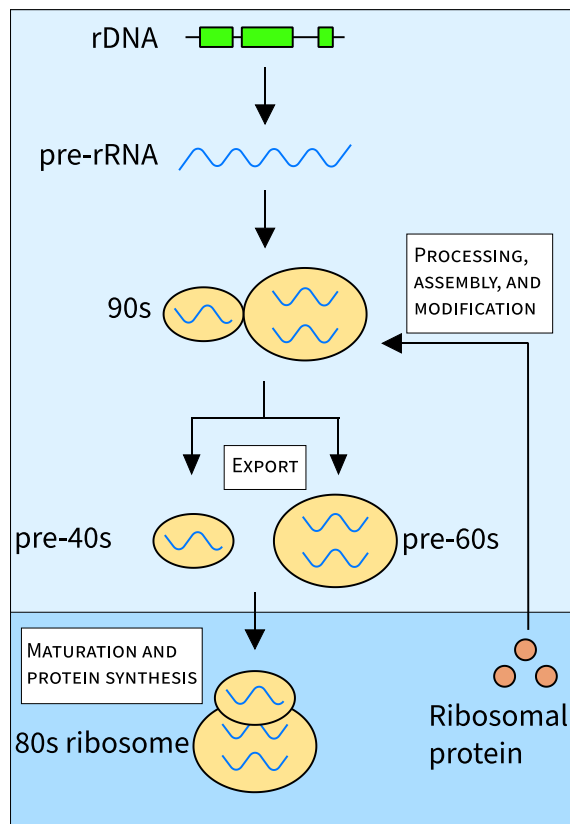 rDNA
pre-rRNA
90s
PROCESSING,
ASSEMBLY, AND
MODIFICATION
EXPORT
pre-40s
pre-60s
MATURATION AND
PROTEIN SYNTHESIS
80s ribosome
Ribosomal
protein